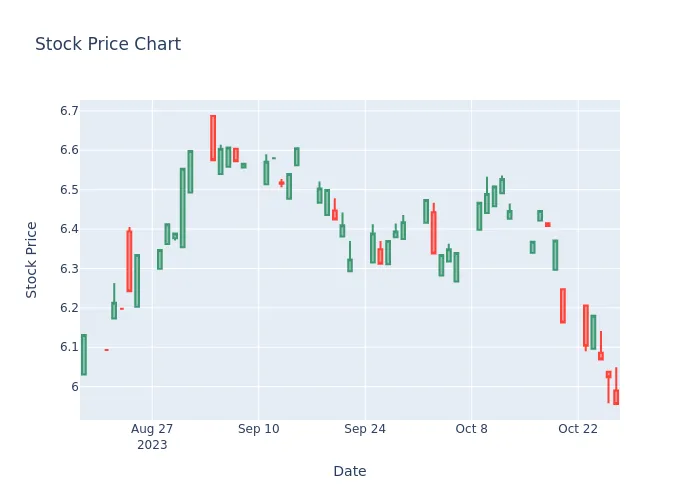 Stock Price Chart
6.7
6.6
6.5
6.4
6.3
6.2
6.1
6
Stock Price
Aug 27
2023
Sep 10
Sep 24
Oct 8
Oct 22
Date